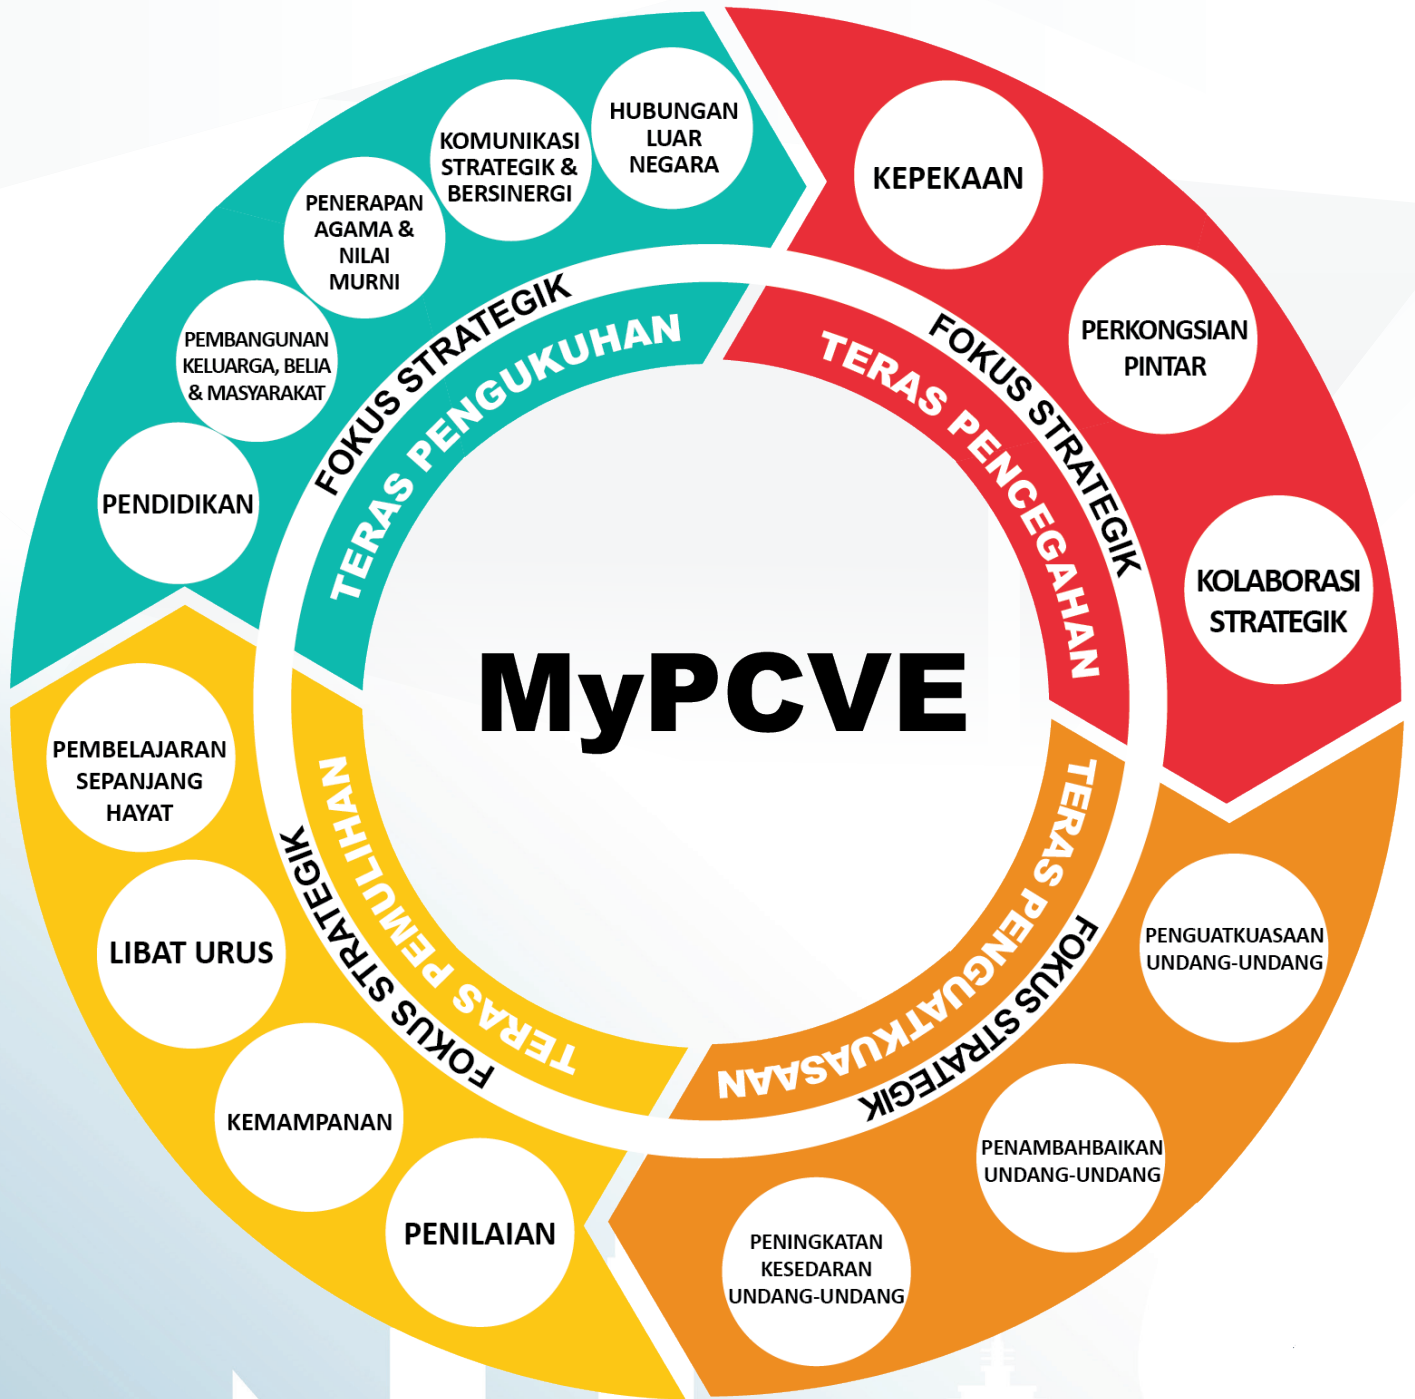 MyPCVE
TERAS PENCEGAHAN
FOKUS STRATEGIK
KEPEKAAN
PERKONGSIAN
PINTAR
KOLABORASI
STRATEGIK
TERAS PENGUATKUASAAN
FOKUS STRATEGIK
PENGUATKUASAAN
UNDANG-UNDANG
PENAMBAHBAIKAN
UNDANG-UNDANG
PENINGKATAN
KESEDARAN
UNDANG-UNDANG
TERAS PEMULIHAN
FOKUS STRATEGIK
PENILAIAN
KEMAMPANAN
LIBAT URUS
PEMBELAJARAN
SEPANJANG
HAYAT
TERAS PENGUKUHAN
FOKUS STRATEGIK
PENDIDIKAN
PEMBANGUNAN
KELUARGA, BELIA
& MASYARAKAT
PENERAPAN
AGAMA &
NILAI
MURNI
KOMUNIKASI
STRATEGIK &
BERSINERGI
HUBUNGAN
LUAR
NEGARA